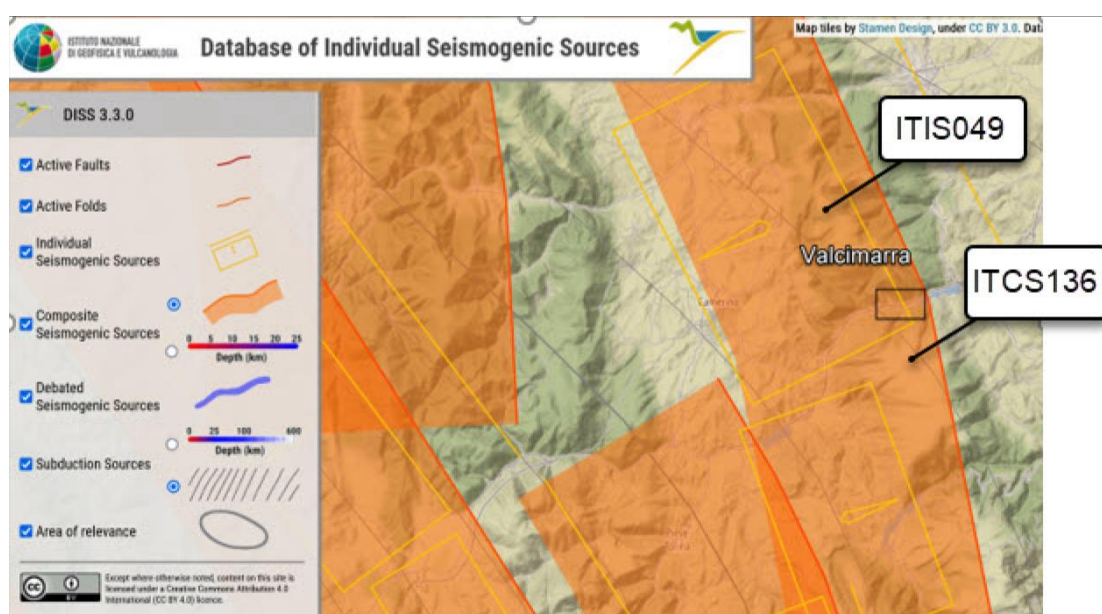 ISTITUTO NAZIONALE
DI GEOFISICA E VULCANOLOGIA
Database of Individual Seismogenic Sources
Map tiles by Stamen Design, under CC BY 3.0. Dat
DISS 3.3.0
Active Faults
Active Folds
Individual
Seismogenic Sources
Composite
Seismogenic Sources
0 5 10 15 20 25
Depth (km)
Debated
Seismogenic Sources
0 25 100 600
Depth (km)
Subduction Sources
Area of relevance
cc
BY
Except where otherwise noted, content on this site is
licensed under a Creative Commons Attribution 4.0
International (CC BY 4.0) licence.
ITIS049
Valcimarra
ITCS136
Camerino